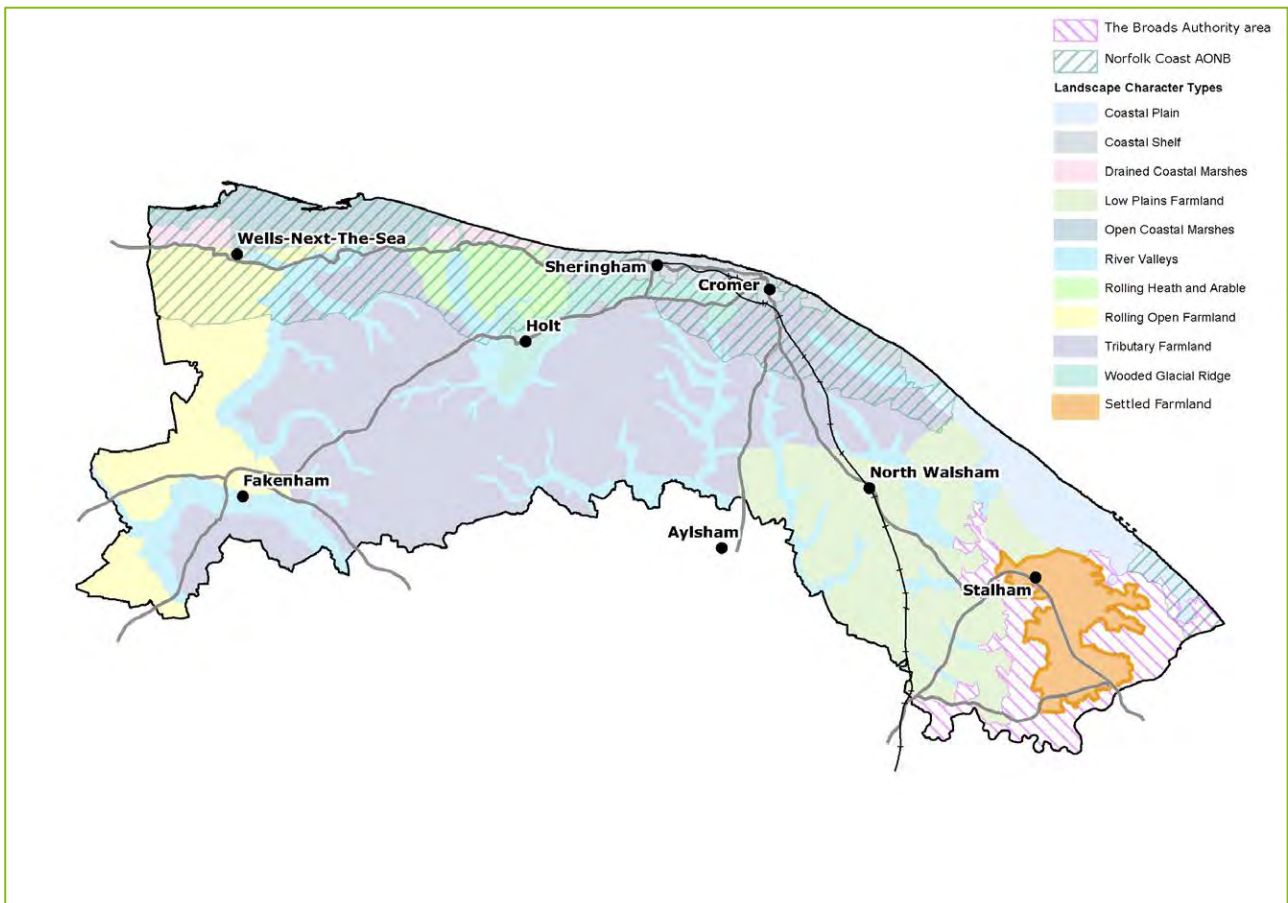 The Broads Authority area
Norfolk Coast AONB
Landscape Character Types
Coastal Plain
Coastal Shelf
Drained Coastal Marshes
Low Plains Farmland
Open Coastal Marshes
River Valleys
Rolling Heath and Arable
Rolling Open Farmland
Tributary Farmland
Wooded Glacial Ridge
Settled Farmland
Wells-Next-The-Sea
Sheringham
Cromer
Holt
North Walsham
Fakenham
Aylsham
Stalham